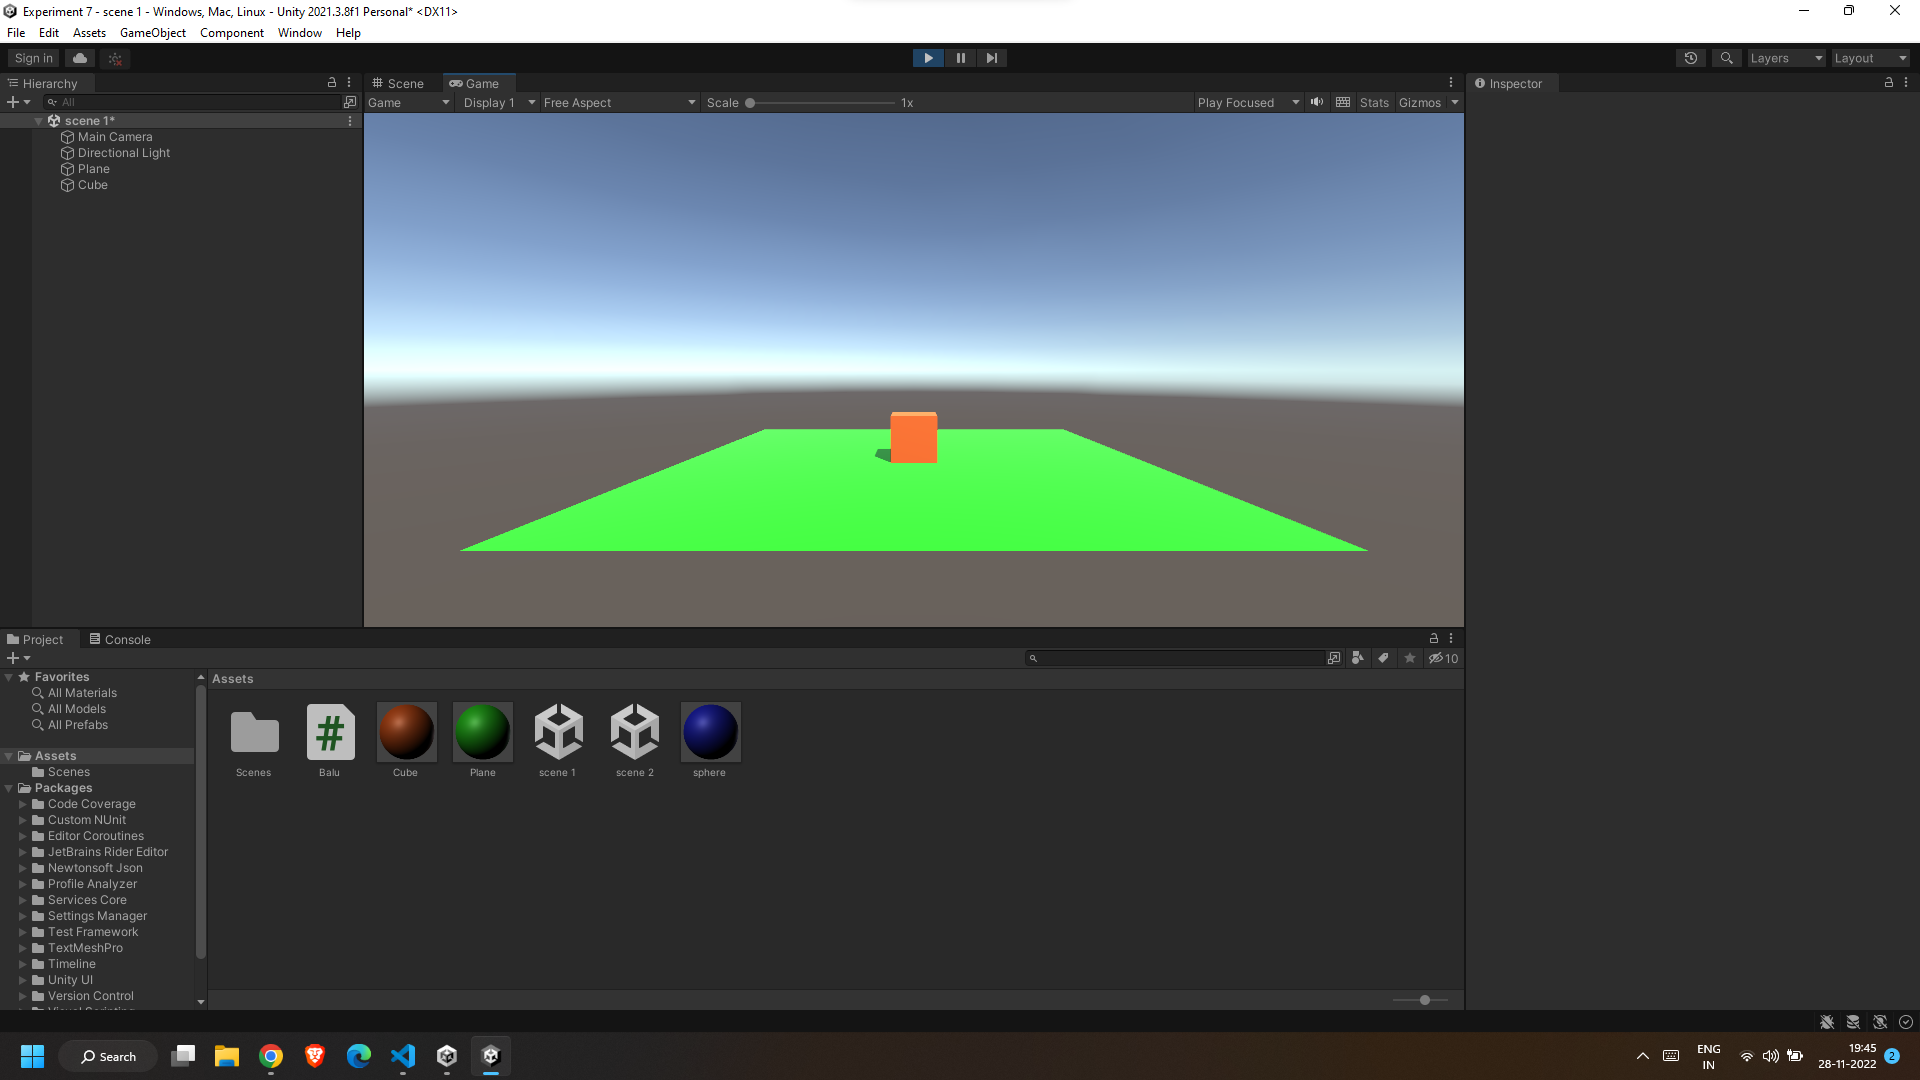 Experiment 7 - scene 1 - Windows, Mac, Linux - Unity 2021.3.8f1 Personal* <DX11>
File Edit Assets GameObject Component Window Help
Sign in
Layers
Layout
Hierarchy
All
scene 1*
Main Camera
Directional Light
Plane
Cube
Scene
Game
Game
Display 1
Free Aspect
Scale
1x
Play Focused
Stats
Gizmos
Inspector
Project
Console
10
Favorites
All Materials
All Models
All Prefabs
Assets
Scenes
Packages
Code Coverage
Custom NUnit
Editor Coroutines
JetBrains Rider Editor
Newtonsoft Json
Profile Analyzer
Services Core
Settings Manager
Test Framework
TextMeshPro
Timeline
Unity UI
Version Control
Visual Scripting
Assets
#
Scenes
Balu
Cube
Plane
scene 1
scene 2
sphere
Search
ENG
IN
19:45
28-11-2022
2